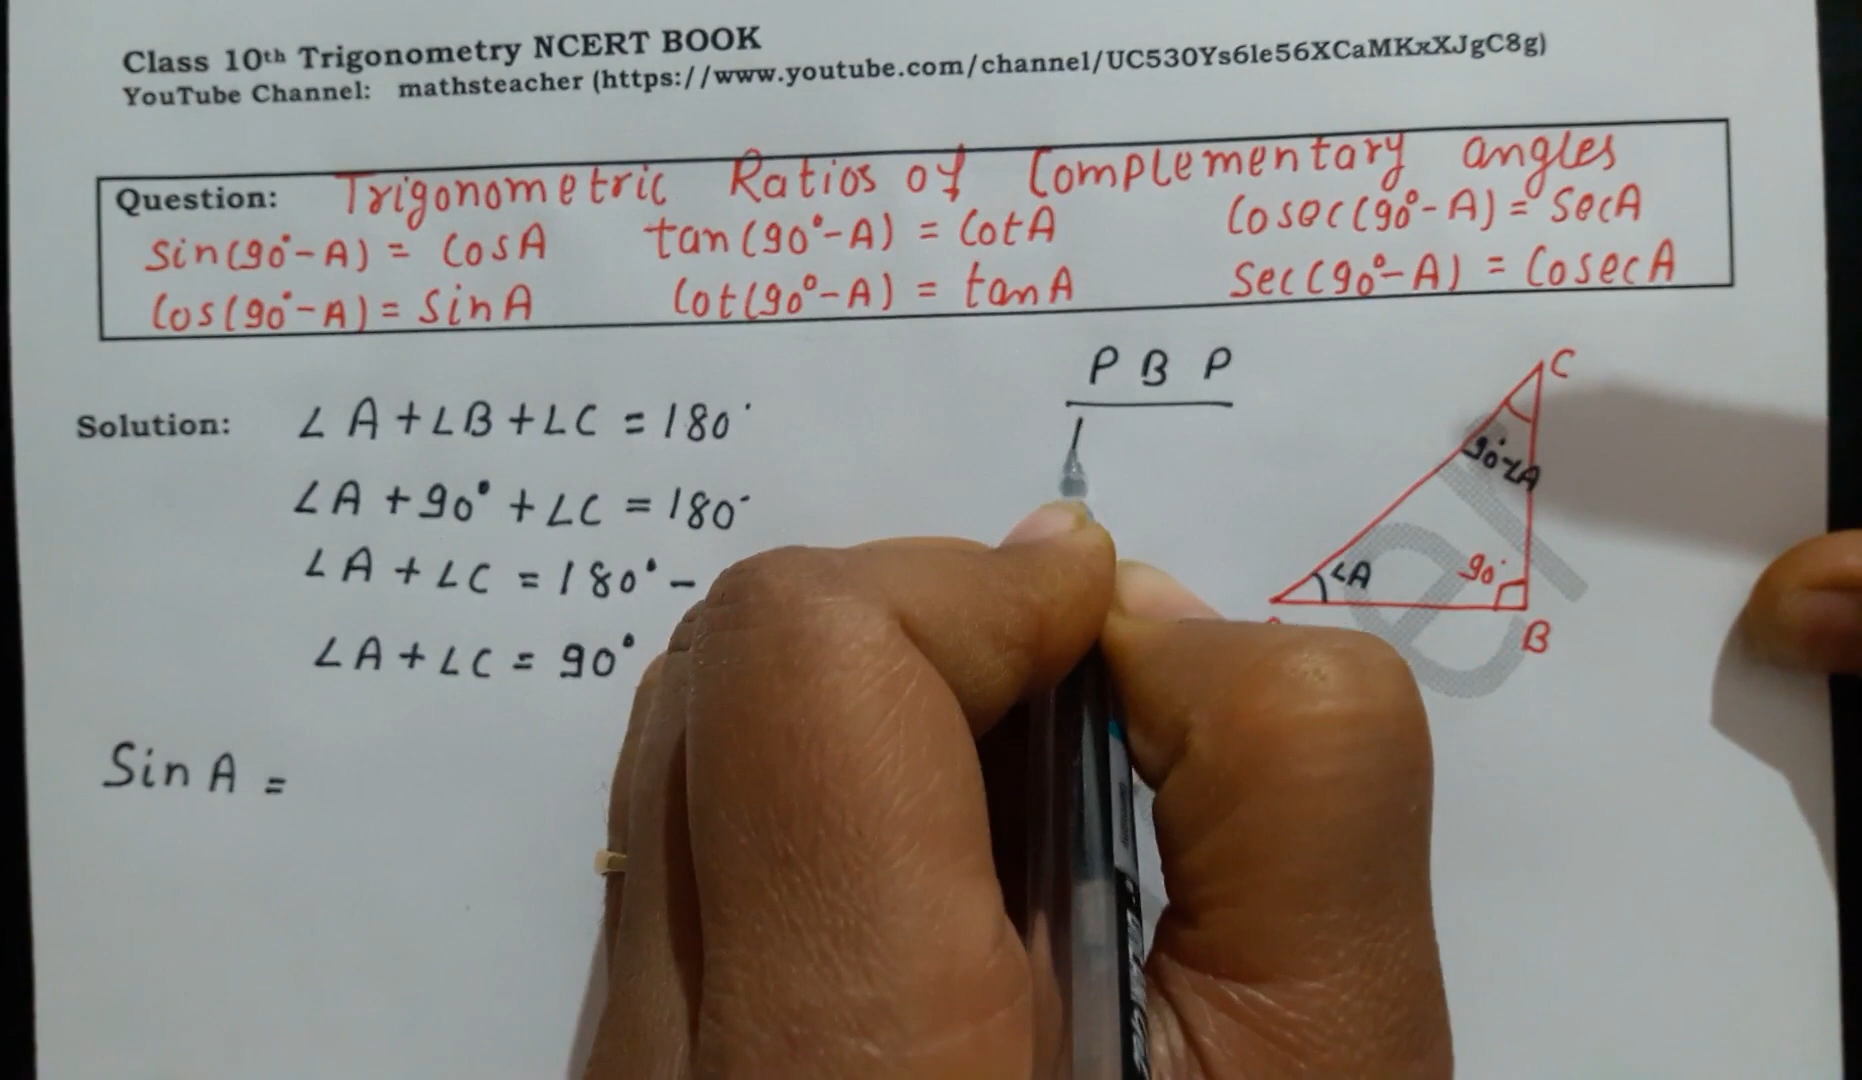 Class 10th Trigonometry NCERT BOOK
YouTube Channel: mathsteacher (https://www.youtube.com/channel/UC530Ys6le56XCaMKxXJgC8g)
Question: Trigonometric Ratios of Complementary angles
Sin(90°-A) = CosA tan(90°-A) = CotA Cosec(90°-A) = SecA
Cos(90°-A) = SinA Cot(90°-A) = tanA Sec(90°-A) = CosecA
P B P
C
Solution: ∠A+∠B+∠C = 180°
90°-∠A
∠A+90°+∠C = 180°
∠A+∠C = 180°-
∠A 90°
B
∠A+∠C = 90°
Sin A =